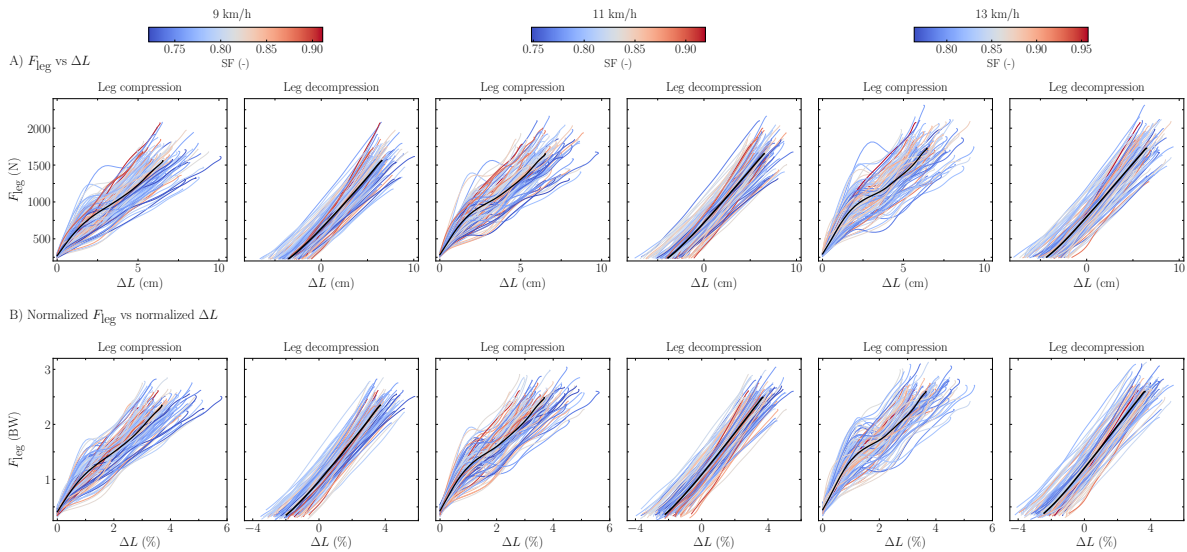 9 km/h 11 km/h 13 km/h
0.75 0.80 0.85 0.90 0.75 0.80 0.85 0.90 0.80 0.85 0.90 0.95
SF (-) SF (-) SF (-)
A) F_leg vs ΔL
Leg compression Leg decompression Leg compression Leg decompression Leg compression Leg decompression
2000
1500
1000
500
F_leg (N)
0 5 10 0 5 10 0 5 10 0 5 10 0 5 10 0 5 10
ΔL (cm) ΔL (cm) ΔL (cm) ΔL (cm) ΔL (cm) ΔL (cm)
B) Normalized F_leg vs normalized ΔL
Leg compression Leg decompression Leg compression Leg decompression Leg compression Leg decompression
3
2
1
F_leg (BW)
0 2 4 6 −4 0 4 0 2 4 6 −4 0 4 0 2 4 6 −4 0 4
ΔL (%) ΔL (%) ΔL (%) ΔL (%) ΔL (%) ΔL (%)